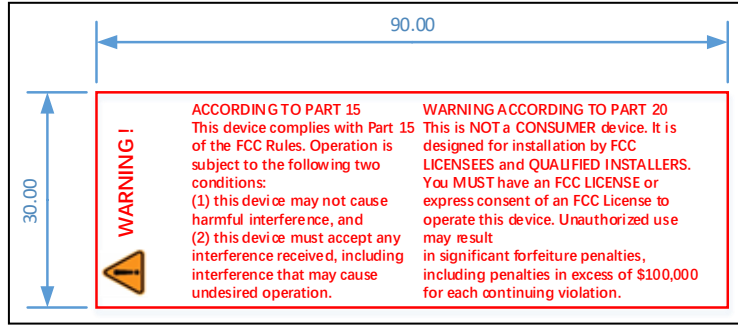 90.00
30.00
WARNING !
ACCORDING TO PART 15
This device complies with Part 15
of the FCC Rules. Operation is
subject to the following two
conditions:
(1) this device may not cause
harmful interference, and
(2) this device must accept any
interference received, including
interference that may cause
undesired operation.
WARNING ACCORDING TO PART 20
This is NOT a CONSUMER device. It is
designed for installation by FCC
LICENSEES and QUALIFIED INSTALLERS.
You MUST have an FCC LICENSE or
express consent of an FCC License to
operate this device. Unauthorized use
may result
in significant forfeiture penalties,
including penalties in excess of $100,000
for each continuing violation.